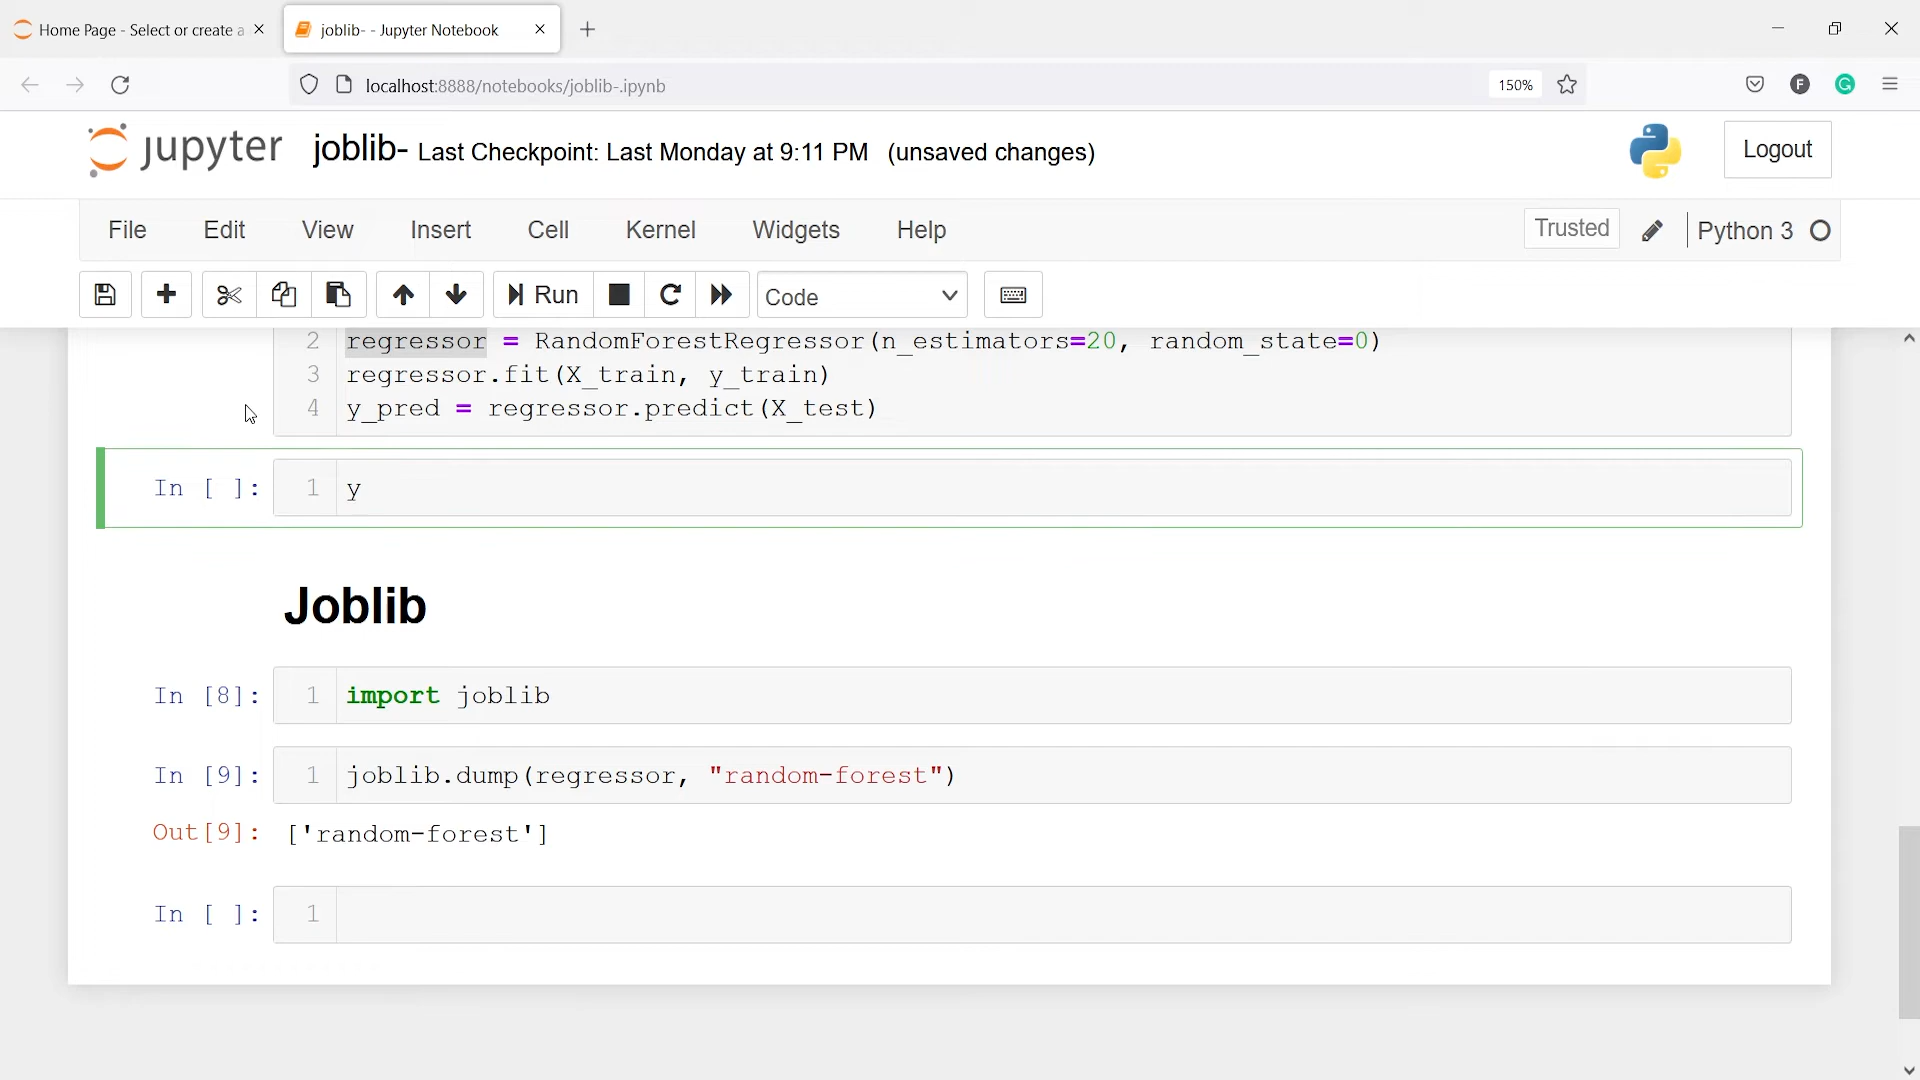 Home Page - Select or create a
joblib- - Jupyter Notebook
localhost:8888/notebooks/joblib-.ipynb
150%
F
G
jupyter
joblib- Last Checkpoint: Last Monday at 9:11 PM (unsaved changes)
Logout
File Edit View Insert Cell Kernel Widgets Help
Trusted
Python 3
Run
Code
2 regressor = RandomForestRegressor(n_estimators=20, random_state=0)
3 regressor.fit(X_train, y_train)
4 y_pred = regressor.predict(X_test)
In [ ]: 1 y
Joblib
In [8]: 1 import joblib
In [9]: 1 joblib.dump(regressor, "random-forest")
Out[9]: ['random-forest']
In [ ]: 1